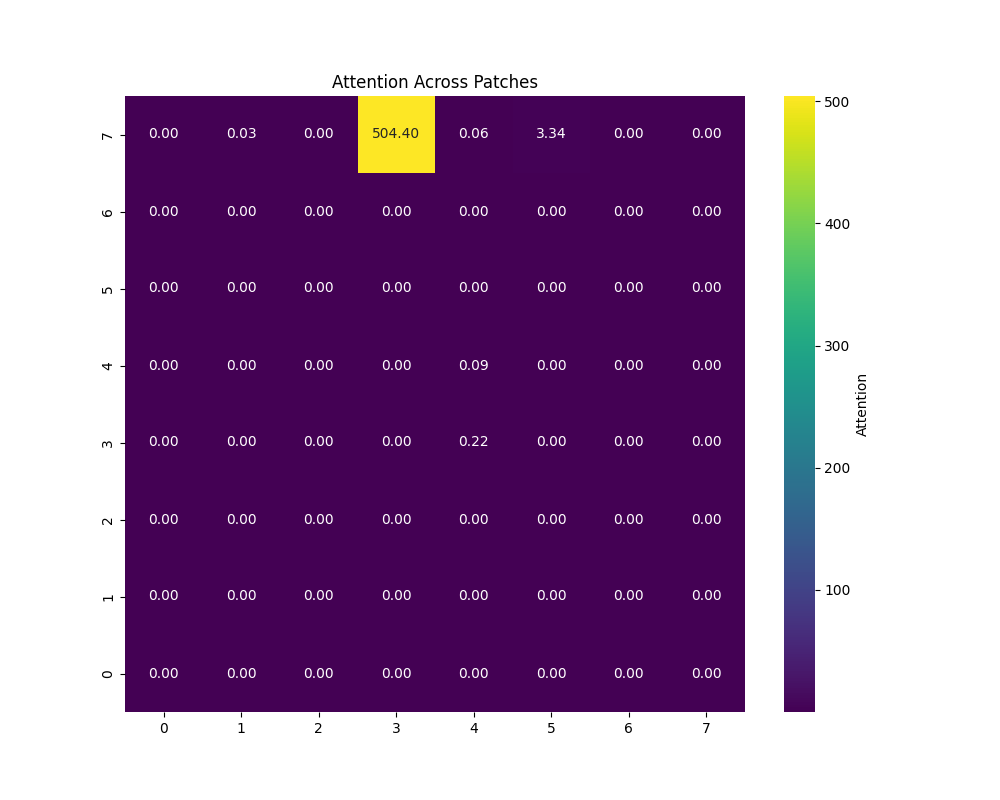 Attention Across Patches
7 0.00 0.03 0.00 504.40 0.06 3.34 0.00 0.00
6 0.00 0.00 0.00 0.00 0.00 0.00 0.00 0.00
5 0.00 0.00 0.00 0.00 0.00 0.00 0.00 0.00
4 0.00 0.00 0.00 0.00 0.09 0.00 0.00 0.00
3 0.00 0.00 0.00 0.00 0.22 0.00 0.00 0.00
2 0.00 0.00 0.00 0.00 0.00 0.00 0.00 0.00
1 0.00 0.00 0.00 0.00 0.00 0.00 0.00 0.00
0 0.00 0.00 0.00 0.00 0.00 0.00 0.00 0.00
0 1 2 3 4 5 6 7
500
400
300
200
100
Attention